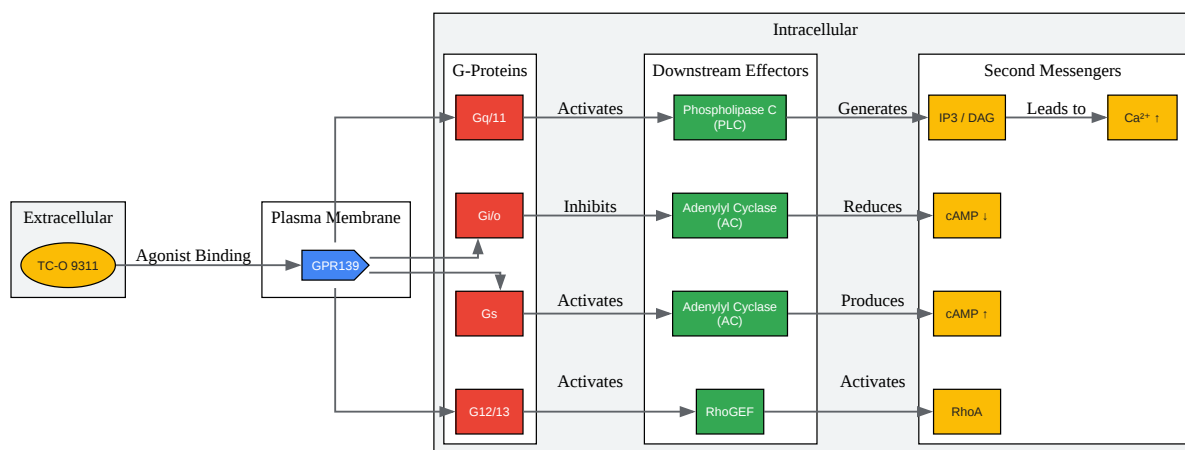 Intracellular
G-Proteins
Downstream Effectors
Second Messengers
Gq/11
Activates
Phospholipase C
(PLC)
Generates
IP3 / DAG
Leads to
Ca²⁺ ↑
Extracellular
TC-O 9311
Agonist Binding
Plasma Membrane
GPR139
Gi/o
Inhibits
Adenylyl Cyclase
(AC)
Reduces
cAMP ↓
Gs
Activates
Adenylyl Cyclase
(AC)
Produces
cAMP ↑
G12/13
Activates
RhoGEF
Activates
RhoA